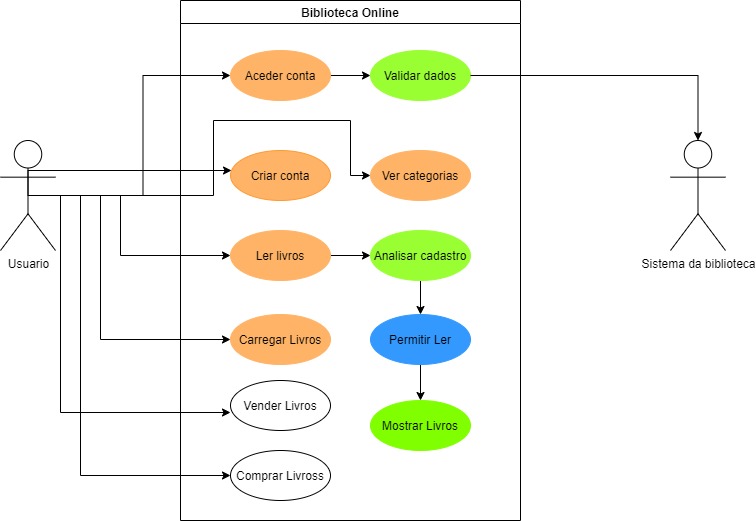 Biblioteca Online
Aceder conta
Validar dados
Criar conta
Ver categorias
Usuario
Ler livros
Analisar cadastro
Sistema da biblioteca
Carregar Livros
Permitir Ler
Vender Livros
Mostrar Livros
Comprar Livross